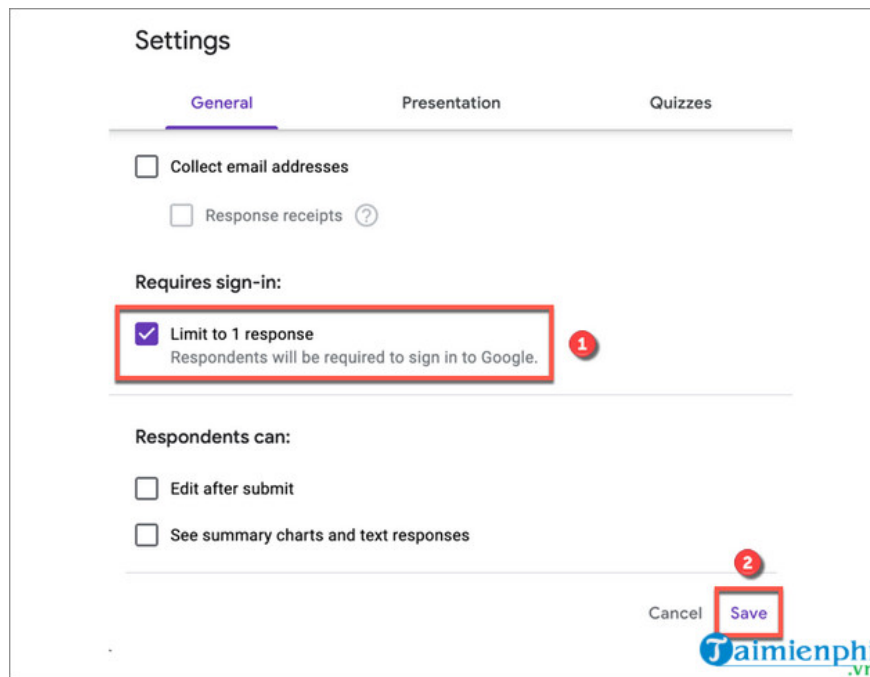 Settings
General Presentation Quizzes
Collect email addresses
Response receipts ?
Requires sign-in:
Limit to 1 response
Respondents will be required to sign in to Google.
1
Respondents can:
Edit after submit
See summary charts and text responses
2
Cancel Save
Taimienphi
.vn